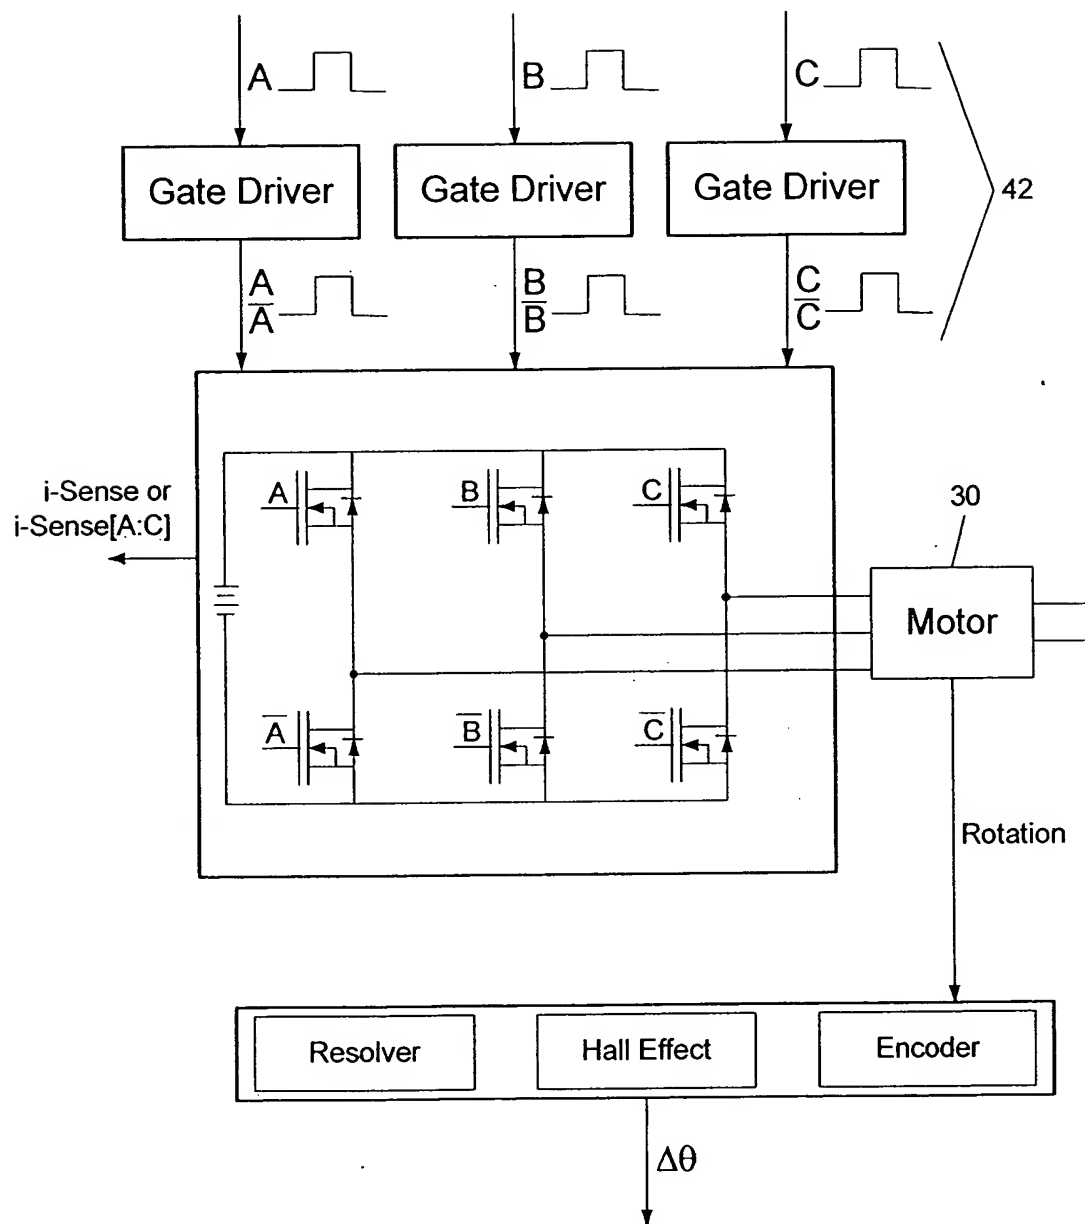 A
B
C
Gate Driver
Gate Driver
Gate Driver
42
A
A̅
B
B̅
C
C̅
i-Sense or
i-Sense[A:C]
A
B
C
30
Motor
A̅
B̅
C̅
Rotation
Resolver
Hall Effect
Encoder
Δθ